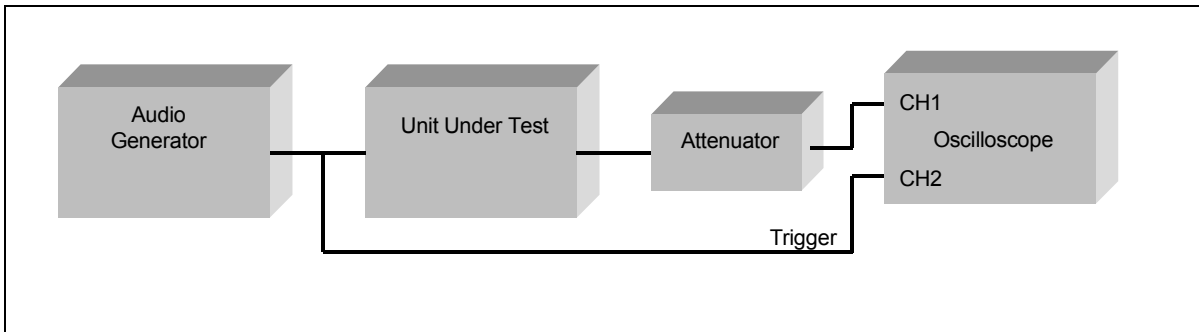 Audio
Generator
Unit Under Test
Attenuator
CH1
Oscilloscope
CH2
Trigger